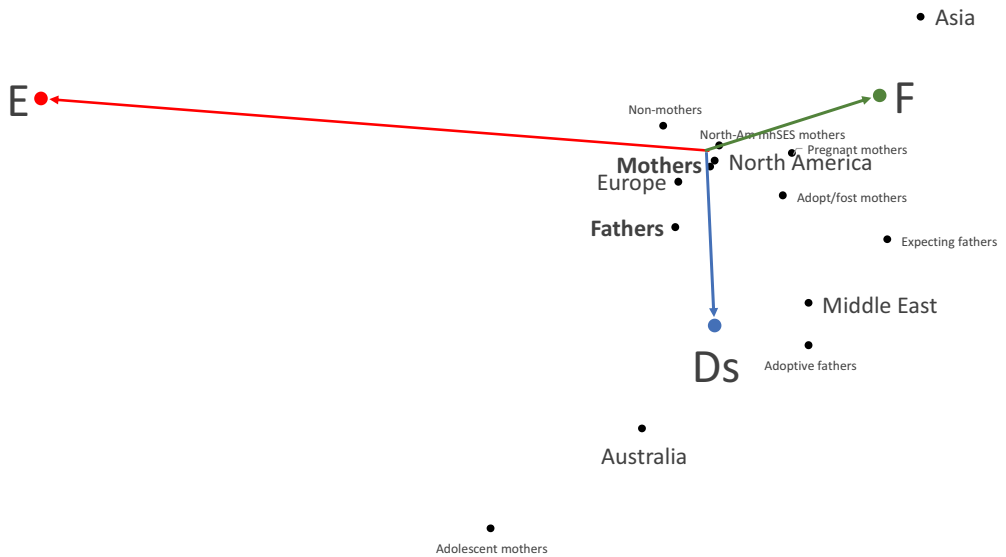 Asia
E
F
Non-mothers
North-Am mhSES mothers
Pregnant mothers
Mothers
North America
Europe
Adopt/fost mothers
Fathers
Expecting fathers
Middle East
Ds
Adoptive fathers
Australia
Adolescent mothers